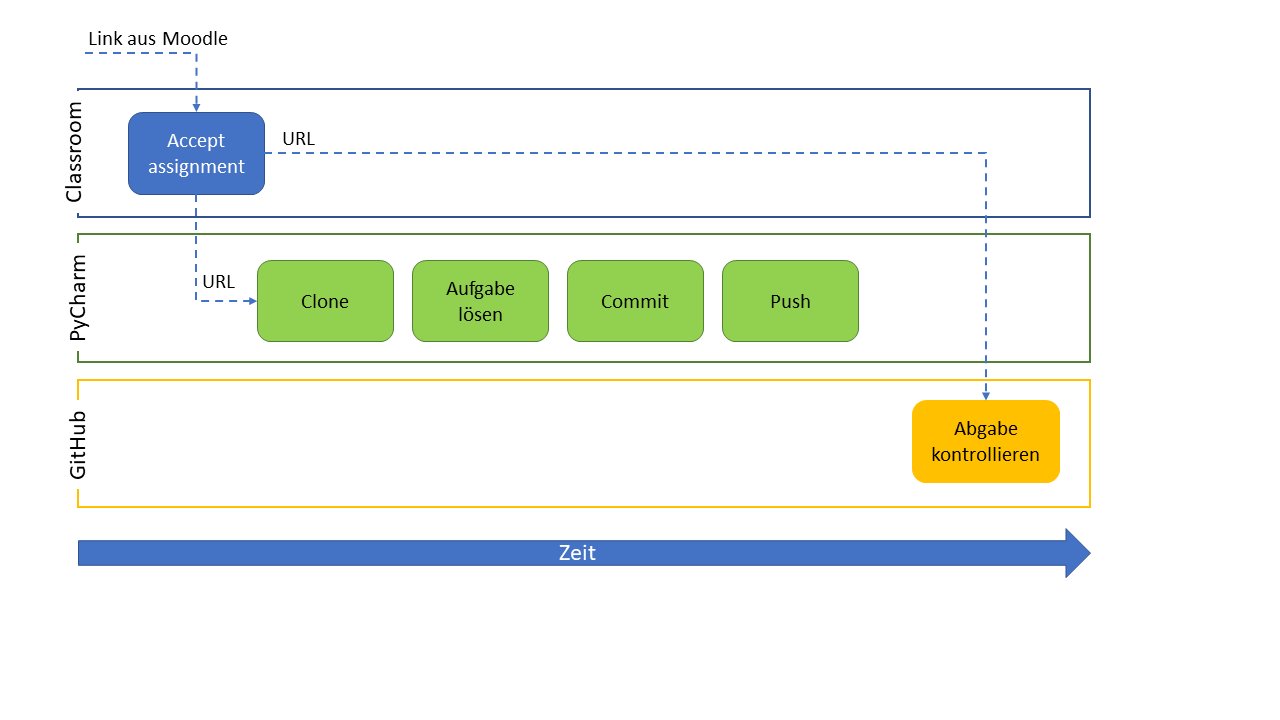 Link aus Moodle
Classroom
Accept
assignment
URL
PyCharm
URL
Clone
Aufgabe
lösen
Commit
Push
GitHub
Abgabe
kontrollieren
Zeit